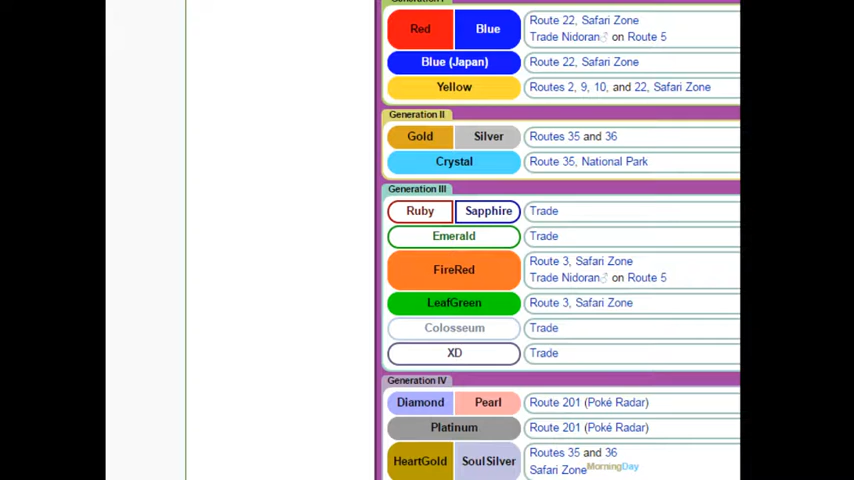 Generation I
Red Blue Route 22, Safari Zone
Trade Nidoran♂ on Route 5
Blue (Japan) Route 22, Safari Zone
Yellow Routes 2, 9, 10, and 22, Safari Zone
Generation II
Gold Silver Routes 35 and 36
Crystal Route 35, National Park
Generation III
Ruby Sapphire Trade
Emerald Trade
FireRed Route 3, Safari Zone
Trade Nidoran♂ on Route 5
LeafGreen Route 3, Safari Zone
Colosseum Trade
XD Trade
Generation IV
Diamond Pearl Route 201 (Poké Radar)
Platinum Route 201 (Poké Radar)
HeartGold SoulSilver Routes 35 and 36
Safari Zone MorningDay